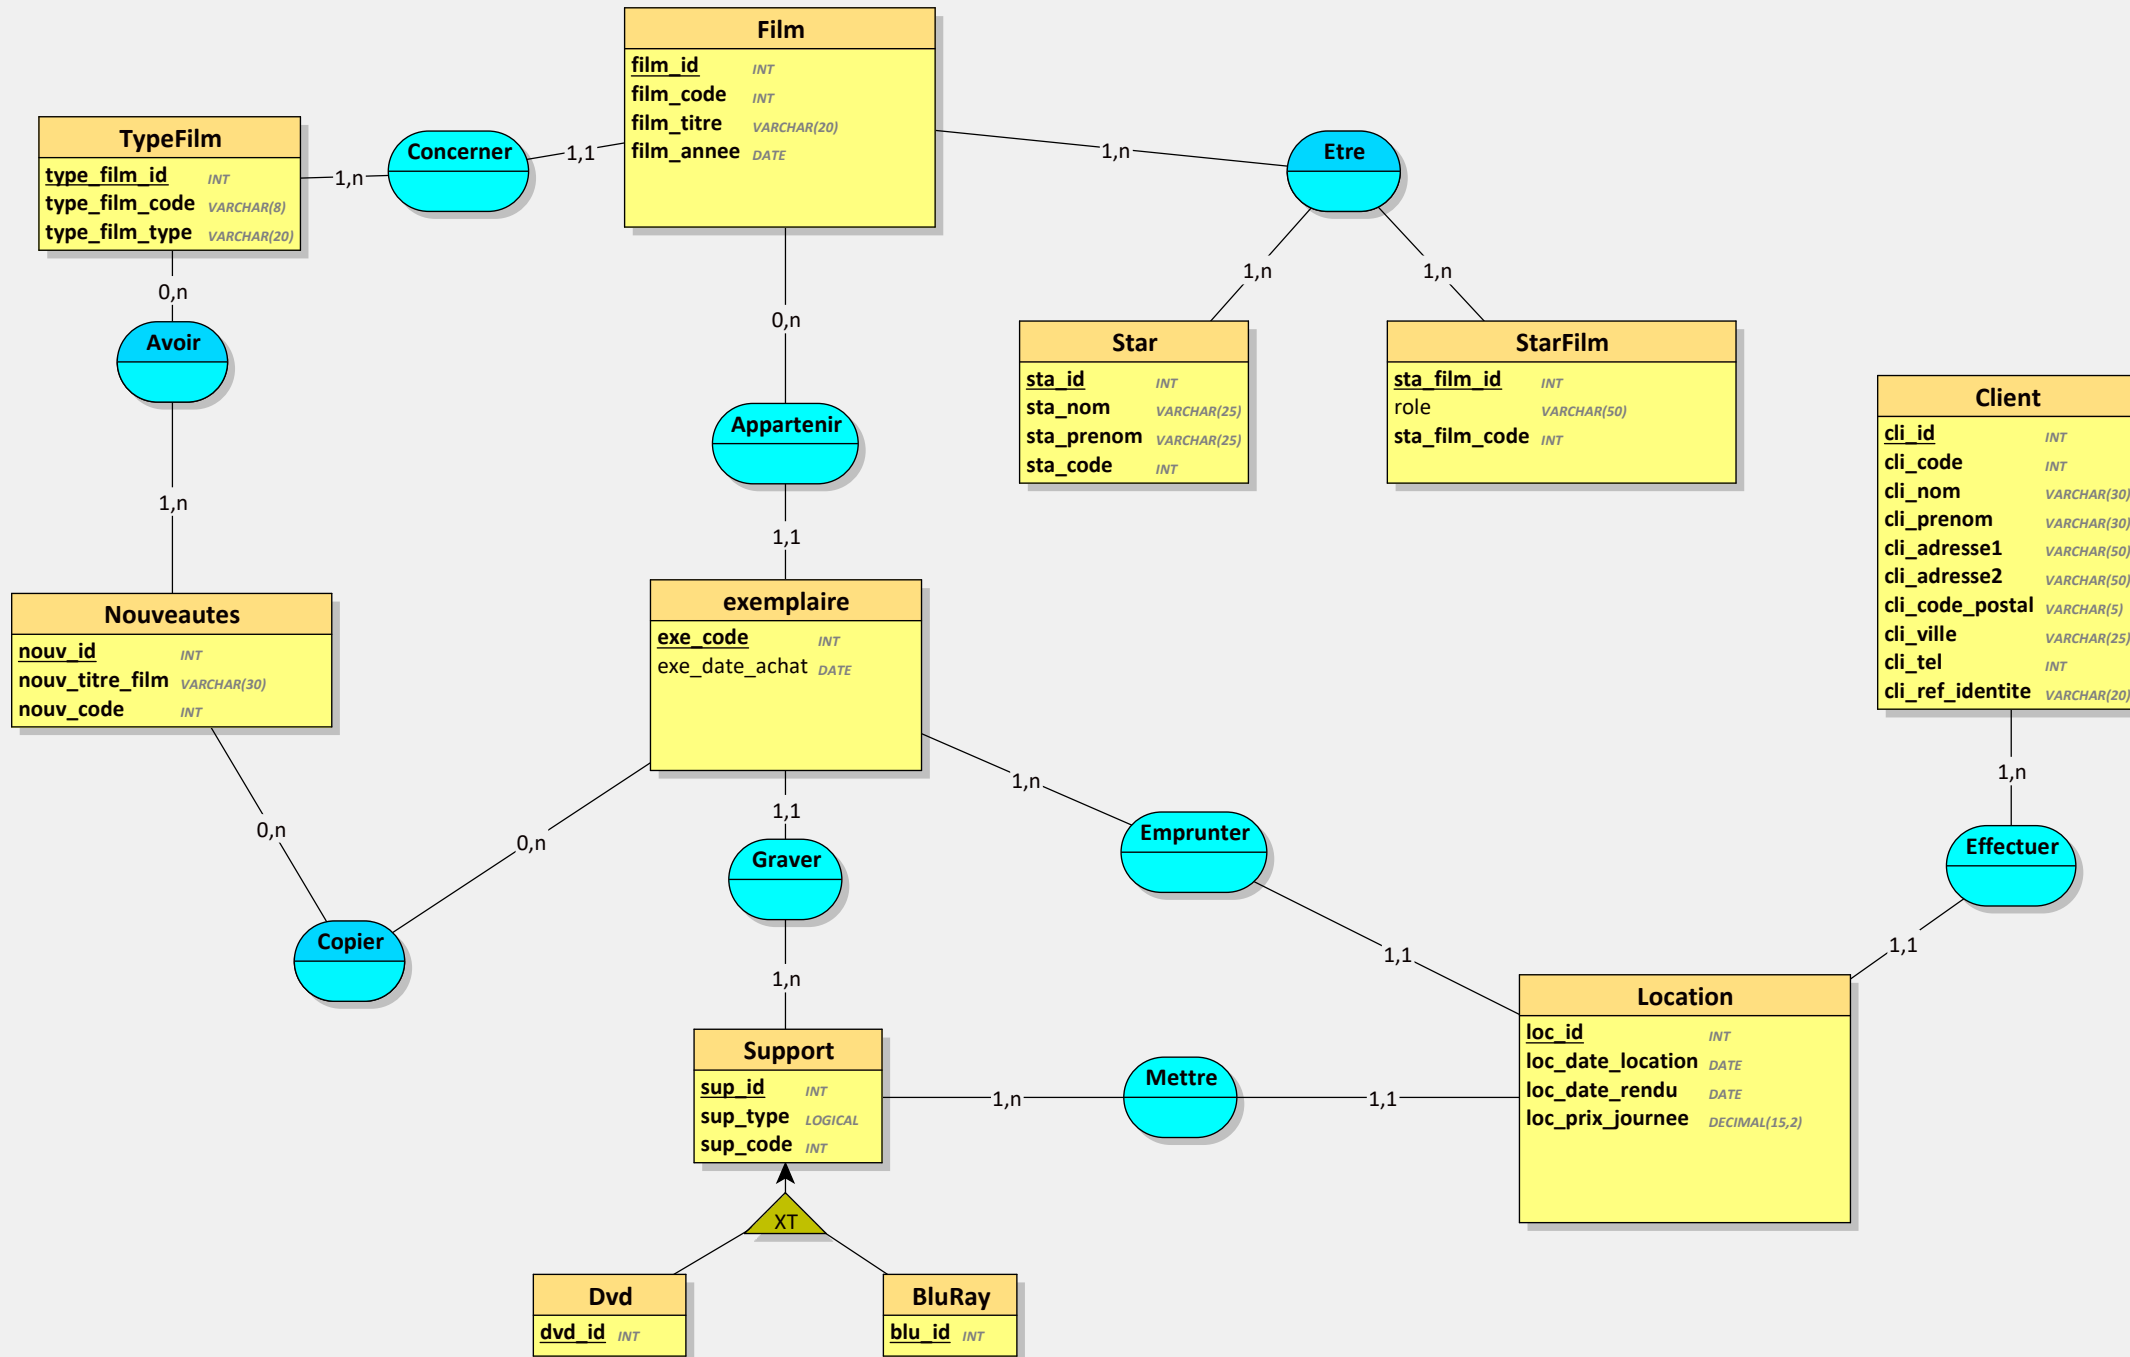 Film
film_id INT
film_code INT
film_titre VARCHAR(20)
film_annee DATE
TypeFilm
type_film_id INT
type_film_code VARCHAR(8)
type_film_type VARCHAR(20)
Concerner
1,n
1,1
1,n
Etre
1,n
1,n
0,n
Avoir
1,n
0,n
Appartenir
1,1
Star
sta_id INT
sta_nom VARCHAR(25)
sta_prenom VARCHAR(25)
sta_code INT
StarFilm
sta_film_id INT
role VARCHAR(50)
sta_film_code INT
Client
cli_id INT
cli_code INT
cli_nom VARCHAR(30)
cli_prenom VARCHAR(30)
cli_adresse1 VARCHAR(50)
cli_adresse2 VARCHAR(50)
cli_code_postal VARCHAR(5)
cli_ville VARCHAR(25)
cli_tel INT
cli_ref_identite VARCHAR(20)
Nouveautes
nouv_id INT
nouv_titre_film VARCHAR(30)
nouv_code INT
exemplaire
exe_code INT
exe_date_achat DATE
0,n
0,n
Copier
1,1
Graver
1,n
1,n
Emprunter
1,1
1,n
Effectuer
1,1
Support
sup_id INT
sup_type LOGICAL
sup_code INT
1,n
Mettre
1,1
Location
loc_id INT
loc_date_location DATE
loc_date_rendu DATE
loc_prix_journee DECIMAL(15,2)
XT
Dvd
dvd_id INT
BluRay
blu_id INT